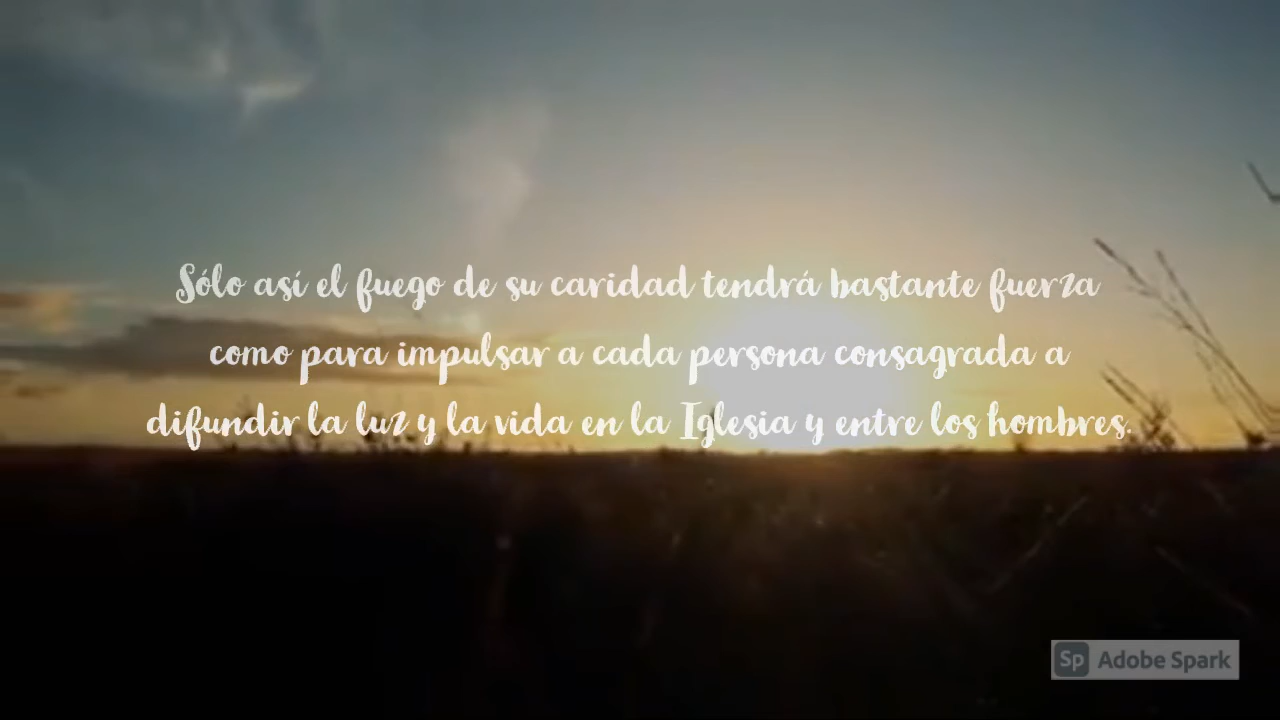 Sólo así el fuego de su caridad tendrá bastante fuerza
como para impulsar a cada persona consagrada a
difundir la luz y la vida en la Iglesia y entre los hombres.
Sp Adobe Spark